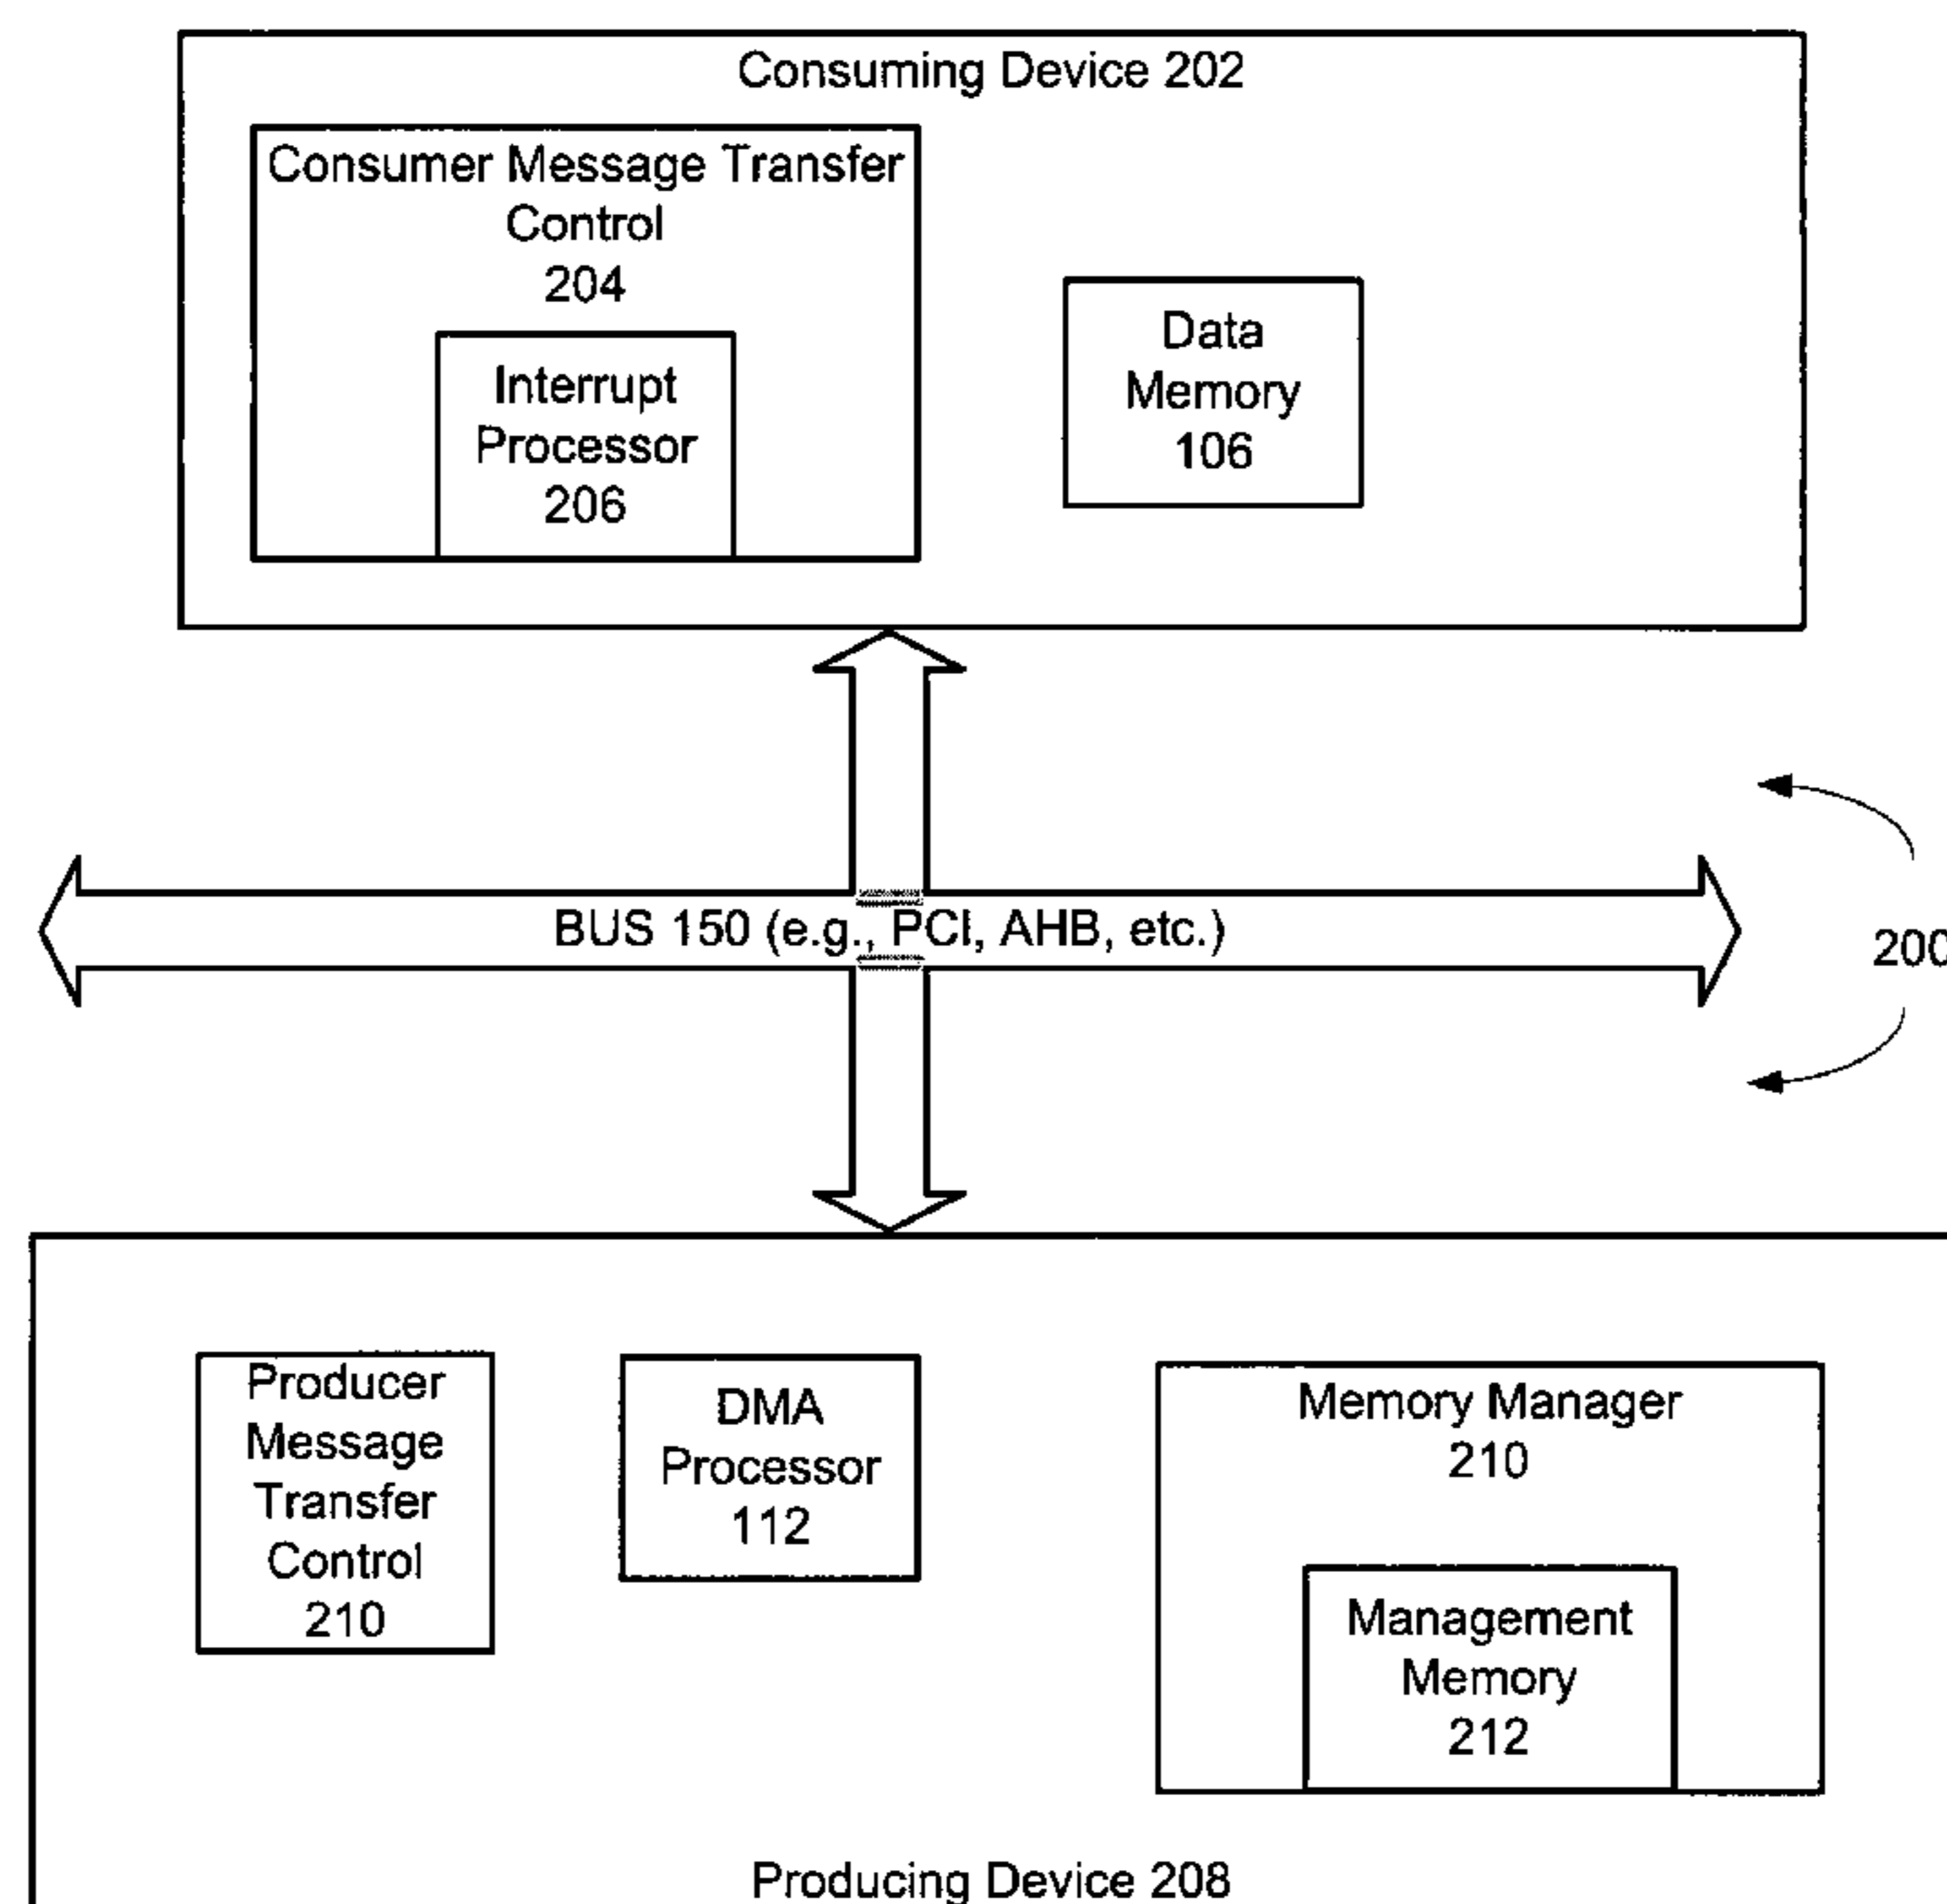 Consuming Device 202
Consumer Message Transfer
Control
204
Interrupt
Processor
206
Data
Memory
106
BUS 150 (e.g., PCI, AHB, etc.)
200
Producer
Message
Transfer
Control
210
DMA
Processor
112
Memory Manager
210
Management
Memory
212
Producing Device 208